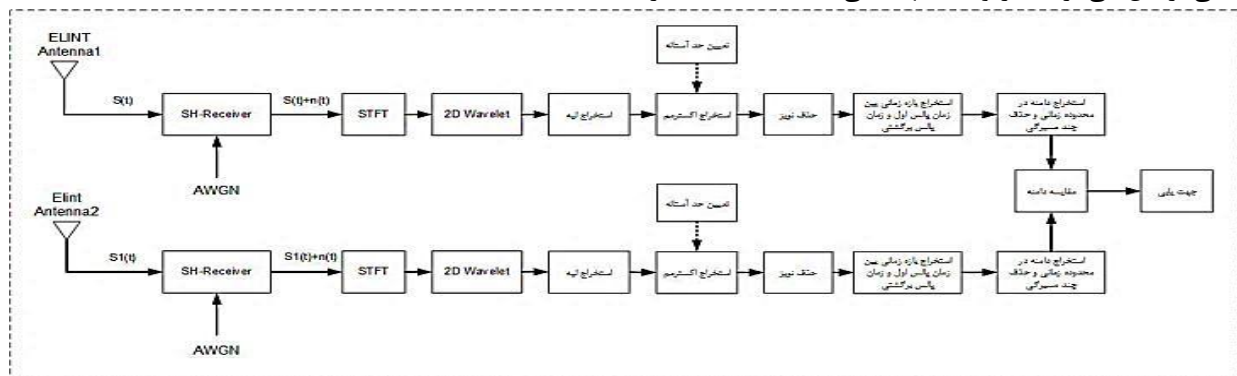 ELINT
Antenna1
S(t)
SH-Receiver
AWGN
S(t)+n(t)
STFT
2D Wavelet
استخراج لبه
تعیین حد آستانه
استخراج اکسترمم
حذف نویز
استخراج بازه زمانی بین
زمان پالس اول و زمان
پالس برگشتی
استخراج دامنه در
محدوده زمانی و حذف
چند مسیرگی
مقایسه دامنه
جهت یابی
Elint
Antenna2
S1(t)
SH-Receiver
AWGN
S1(t)+n(t)
STFT
2D Wavelet
استخراج لبه
تعیین حد آستانه
استخراج اکسترمم
حذف نویز
استخراج بازه زمانی بین
زمان پالس اول و زمان
پالس برگشتی
استخراج دامنه در
محدوده زمانی و حذف
چند مسیرگی